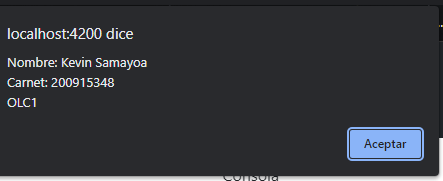 localhost:4200 dice
Nombre: Kevin Samayoa
Carnet: 200915348
OLC1
Aceptar
Consola